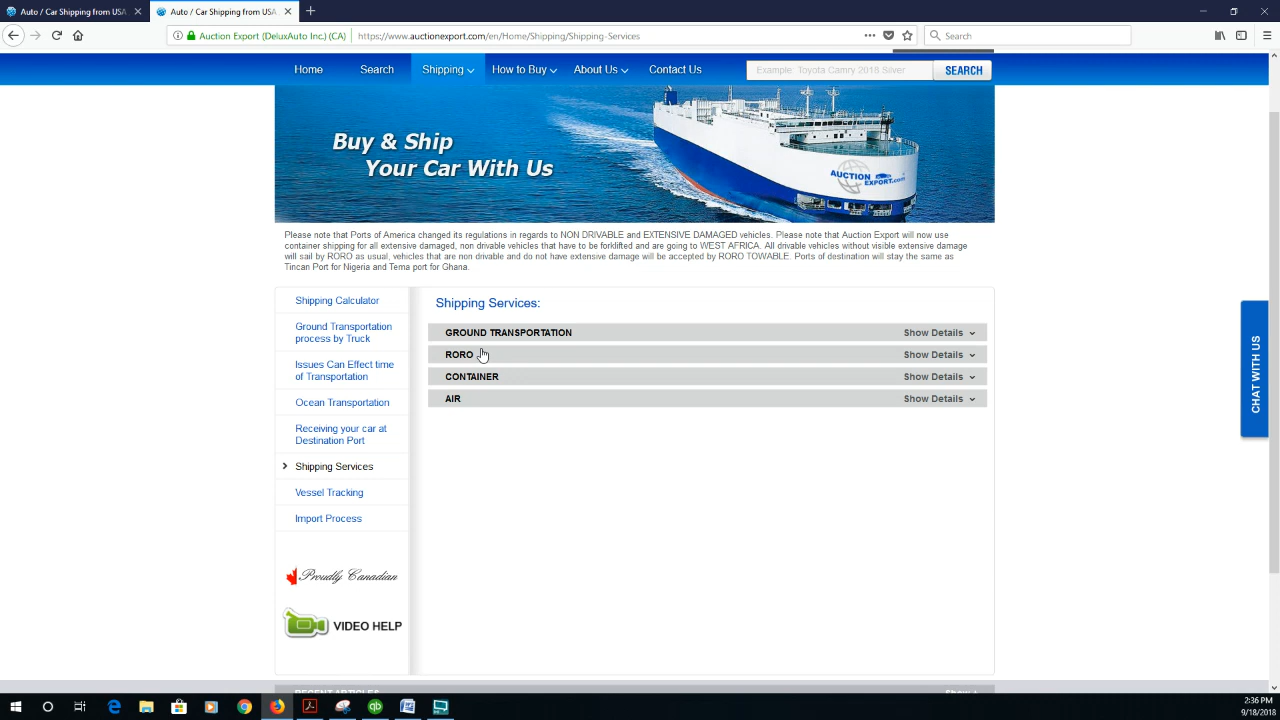 Auto / Car Shipping from USA
Auto / Car Shipping from USA
Auction Export (DeluxAuto Inc.) (CA)
https://www.auctionexport.com/en/Home/Shipping/Shipping-Services
Search
Home
Search
Shipping
How to Buy
About Us
Contact Us
Example: Toyota Camry 2018 Silver
SEARCH
Buy & Ship
Your Car With Us
AUCTION
EXPORT.com
Please note that Ports of America changed its regulations in regards to NON DRIVABLE and EXTENSIVE DAMAGED vehicles. Please note that Auction Export will now use
container shipping for all extensive damaged, non drivable vehicles that have to be forklifted and are going to WEST AFRICA. All drivable vehicles without visible extensive damage
will sail by RORO as usual, vehicles that are non drivable and do not have extensive damage will be accepted by RORO TOWABLE. Ports of destination will stay the same as
Tincan Port for Nigeria and Tema port for Ghana.
Shipping Calculator
Ground Transportation
process by Truck
Issues Can Effect time
of Transportation
Ocean Transportation
Receiving your car at
Destination Port
Shipping Services
Vessel Tracking
Import Process
Proudly Canadian
VIDEO HELP
Shipping Services:
GROUND TRANSPORTATION Show Details
RORO Show Details
CONTAINER Show Details
AIR Show Details
CHAT WITH US
RECENT ARTICLES Show +
2:36 PM
9/18/2018